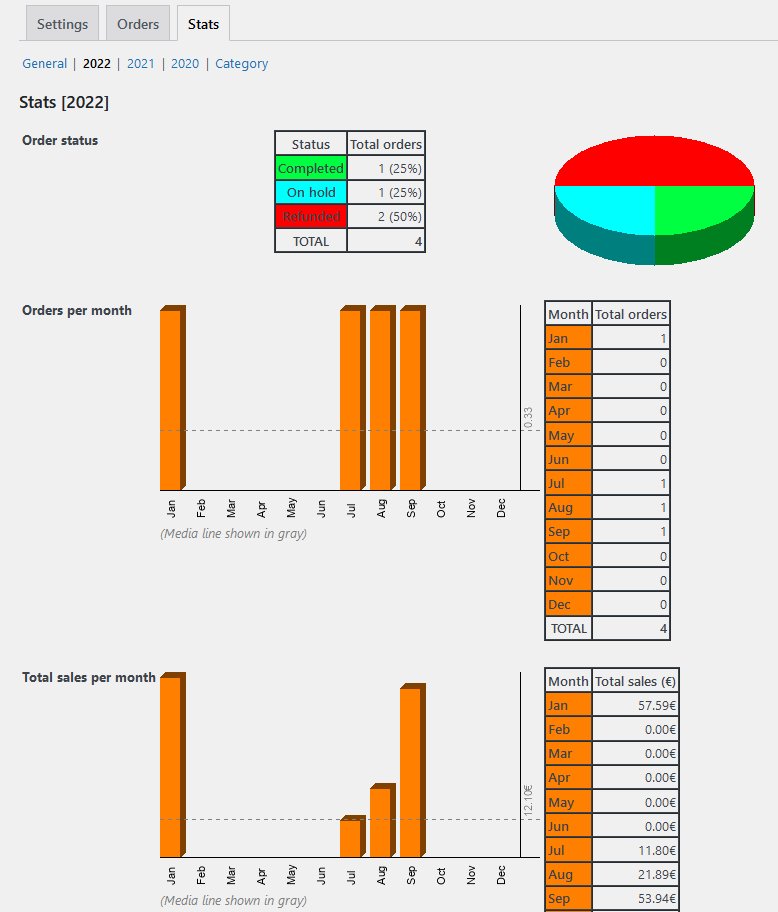 Settings Orders Stats
General | 2022 | 2021 | 2020 | Category
Stats [2022]
Order status
Status Total orders
Completed 1 (25%)
On hold 1 (25%)
Refunded 2 (50%)
TOTAL 4
Orders per month
0.33
Jan Feb Mar Apr May Jun Jul Aug Sep Oct Nov Dec
(Media line shown in gray)
Month Total orders
Jan 1
Feb 0
Mar 0
Apr 0
May 0
Jun 0
Jul 1
Aug 1
Sep 1
Oct 0
Nov 0
Dec 0
TOTAL 4
Total sales per month
12.10€
Jan Feb Mar Apr May Jun Jul Aug Sep Oct Nov Dec
(Media line shown in gray)
Month Total sales (€)
Jan 57.59€
Feb 0.00€
Mar 0.00€
Apr 0.00€
May 0.00€
Jun 0.00€
Jul 11.80€
Aug 21.89€
Sep 53.94€